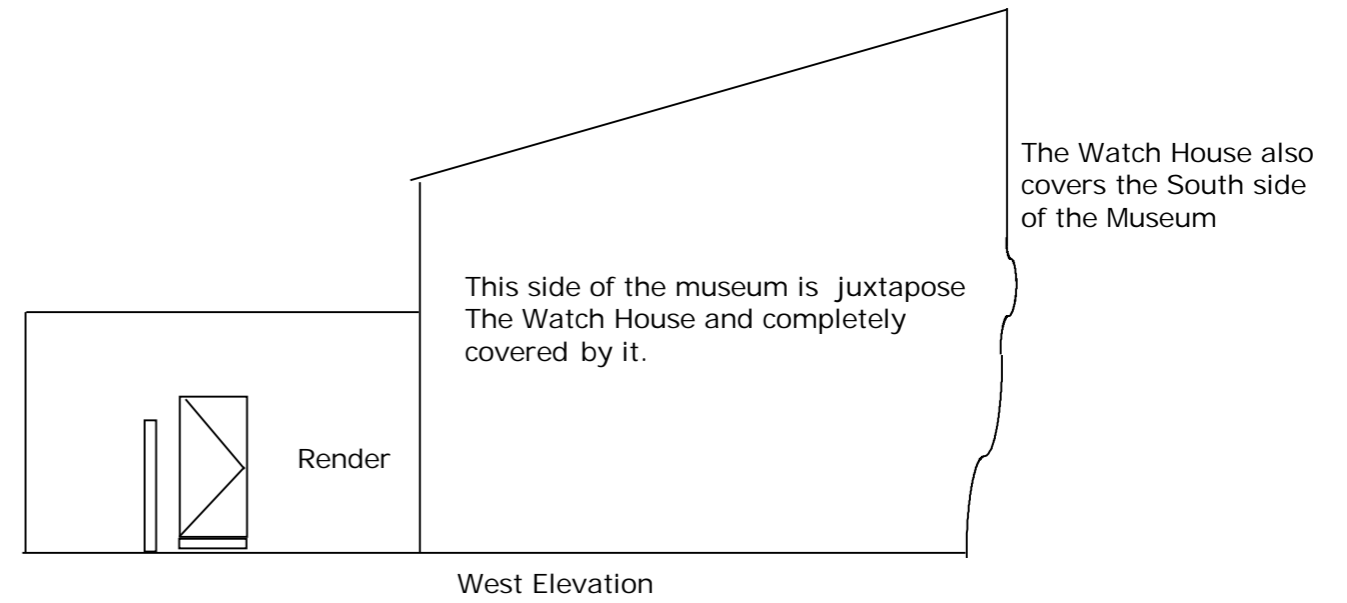 The Watch House also
covers the South side
of the Museum
This side of the museum is juxtapose
The Watch House and completely
covered by it.
Render
West Elevation